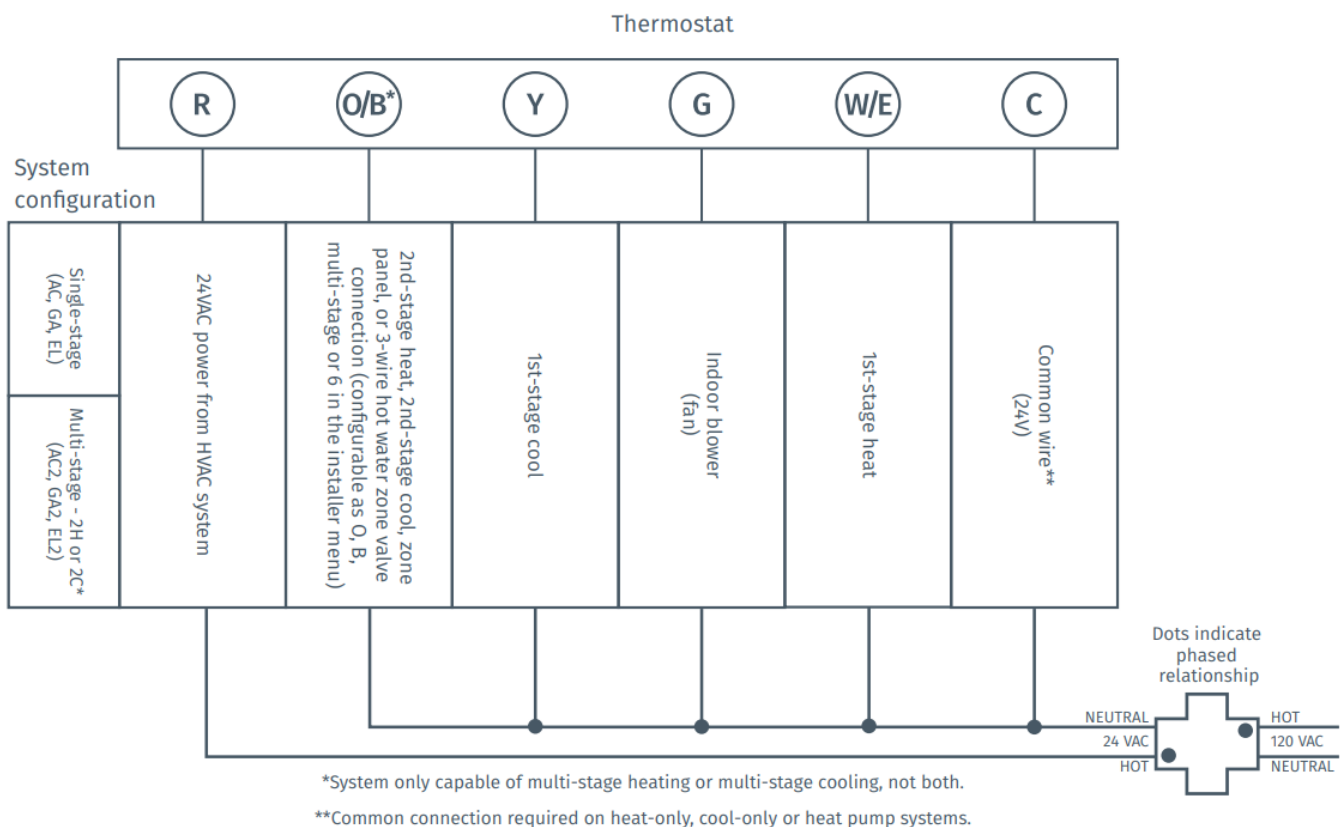 Thermostat
R
O/B*
Y
G
W/E
C
System
configuration
Single-stage
(AC, GA, EL)
Multi-stage - 2H or 2C*
(AC2, GA2, EL2)
24VAC power from HVAC system
2nd-stage heat, 2nd-stage cool, zone
panel, or 3-wire hot water zone valve
connection (configurable as O, B,
multi-stage or 6 in the installer menu)
1st-stage cool
Indoor blower
(fan)
1st-stage heat
Common wire**
(24V)
Dots indicate
phased
relationship
NEUTRAL
24 VAC
HOT
HOT
120 VAC
NEUTRAL
*System only capable of multi-stage heating or multi-stage cooling, not both.
**Common connection required on heat-only, cool-only or heat pump systems.